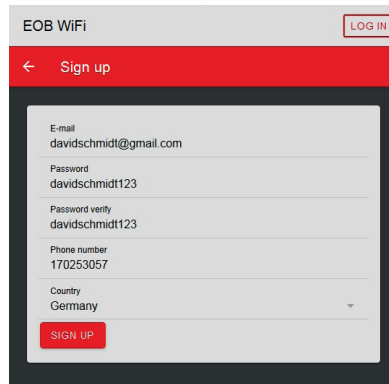 EOB WiFi
LOG IN
Sign up
E-mail
davidschmidt@gmail.com
Password
davidschmidt123
Password verify
davidschmidt123
Phone number
170253057
Country
Germany
SIGN UP